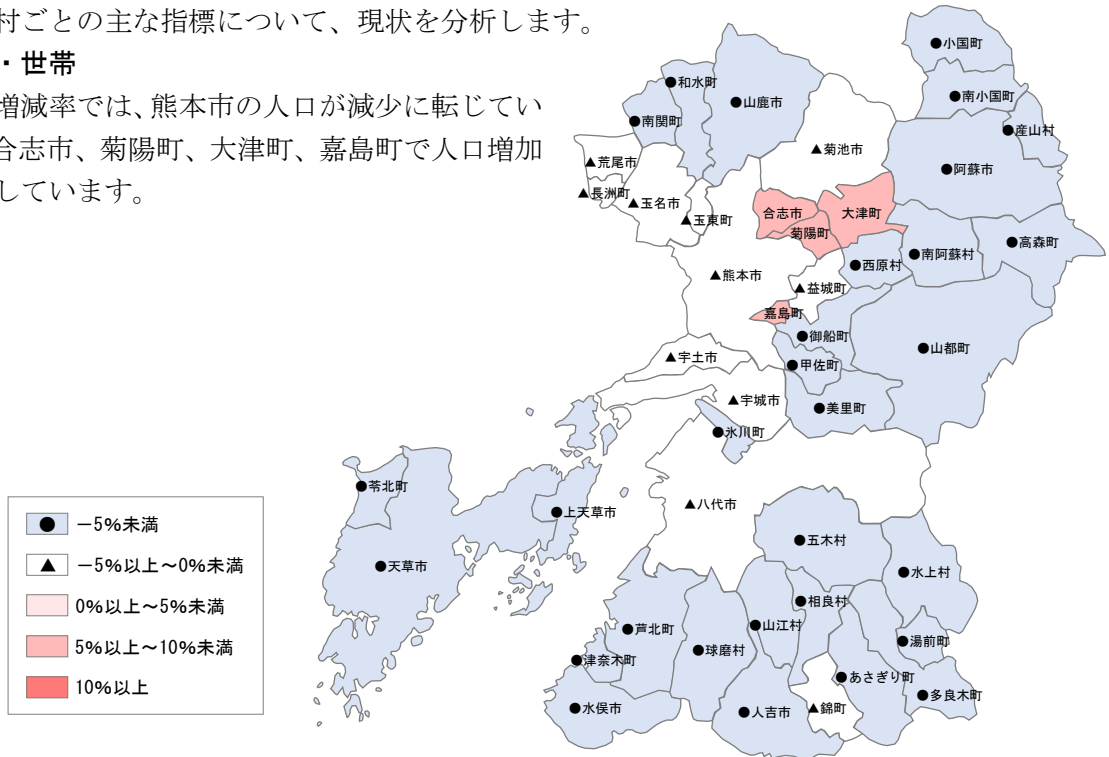 村ごとの主な指標について、現状を分析します。
・世帯
増減率では、熊本市の人口が減少に転じてい
合志市、菊陽町、大津町、嘉島町で人口増加
しています。
●小国町
●南小国町
●産山村
●和水町
●山鹿市
●南関町
▲菊池市
●阿蘇市
▲荒尾市
▲長洲町
▲玉名市
▲玉東町
合志市
大津町
菊陽町
●高森町
●南阿蘇村
●西原村
▲熊本市
▲益城町
嘉島町
●御船町
●山都町
▲宇土市
●甲佐町
▲宇城市
●美里町
●氷川町
●苓北町
▲八代市
●上天草市
●天草市
●五木村
●水上村
●相良村
●芦北町
●山江村
●湯前町
●球磨村
●津奈木町
●あさぎり町
●多良木町
●水俣市
●人吉市
▲錦町
● －5%未満
▲ －5%以上～0%未満
0%以上～5%未満
5%以上～10%未満
10%以上